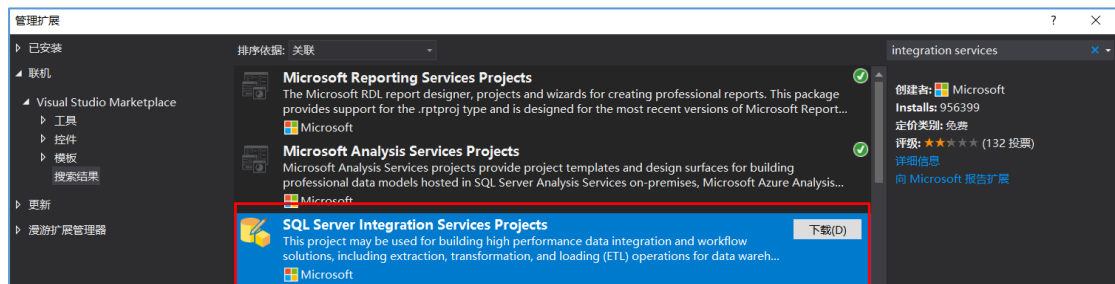 管理扩展
? ×
已安装
联机
Visual Studio Marketplace
工具
控件
模板
搜索结果
更新
漫游扩展管理器
排序依据: 关联
Microsoft Reporting Services Projects
The Microsoft RDL report designer, projects and wizards for creating professional reports. This package
provides support for the .rptproj type and is designed for the most recent versions of Microsoft Report...
Microsoft
Microsoft Analysis Services Projects
Microsoft Analysis Services projects provide project templates and design surfaces for building
professional data models hosted in SQL Server Analysis Services on-premises, Microsoft Azure Analysis...
Microsoft
SQL Server Integration Services Projects
下载(D)
This project may be used for building high performance data integration and workflow
solutions, including extraction, transformation, and loading (ETL) operations for data wareh...
Microsoft
integration services
创建者: Microsoft
Installs: 956399
定价类别: 免费
评级: ★★★★★ (132 投票)
详细信息
向 Microsoft 报告扩展